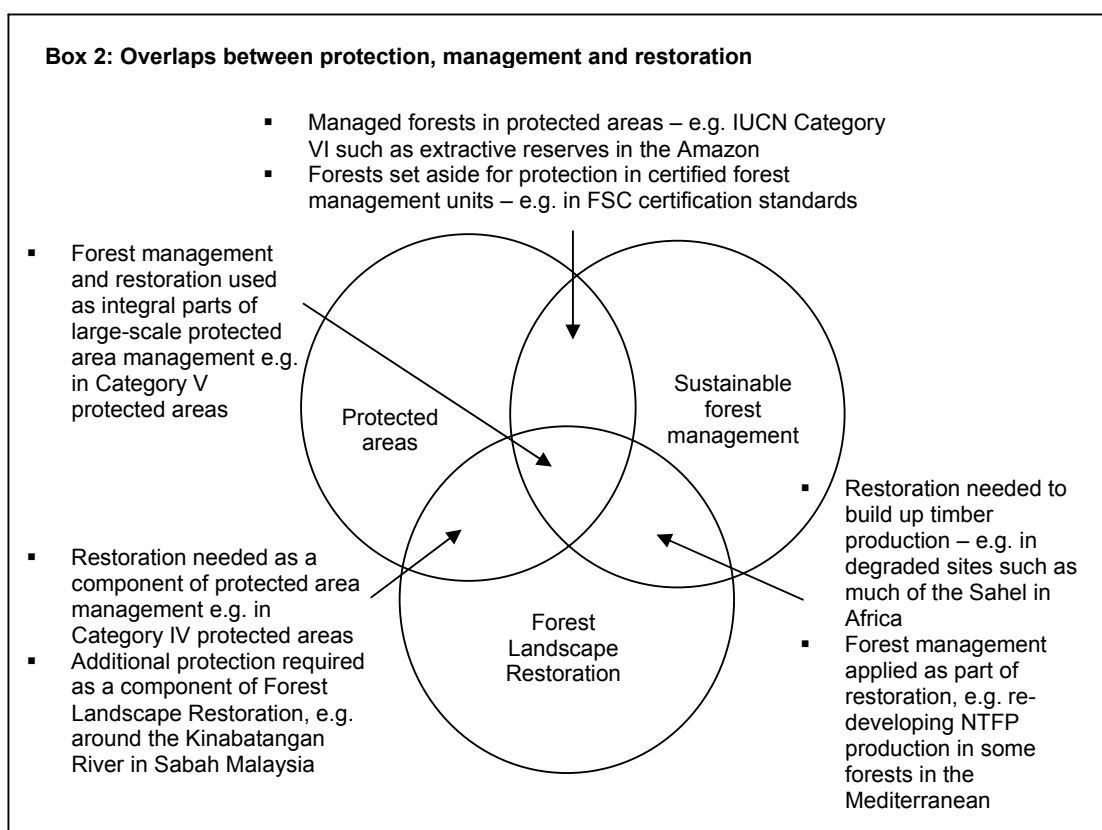 Box 2: Overlaps between protection, management and restoration
▪ Managed forests in protected areas – e.g. IUCN Category
VI such as extractive reserves in the Amazon
▪ Forests set aside for protection in certified forest
management units – e.g. in FSC certification standards
▪ Forest management
and restoration used
as integral parts of
large-scale protected
area management e.g.
in Category V
protected areas
Protected
areas
Sustainable
forest
management
▪ Restoration needed as a
component of protected area
management e.g. in
Category IV protected areas
▪ Additional protection required
as a component of Forest
Landscape Restoration, e.g.
around the Kinabatangan
River in Sabah Malaysia
Forest
Landscape
Restoration
▪ Restoration needed to
build up timber
production – e.g. in
degraded sites such as
much of the Sahel in
Africa
▪ Forest management
applied as part of
restoration, e.g. re-
developing NTFP
production in some
forests in the
Mediterranean